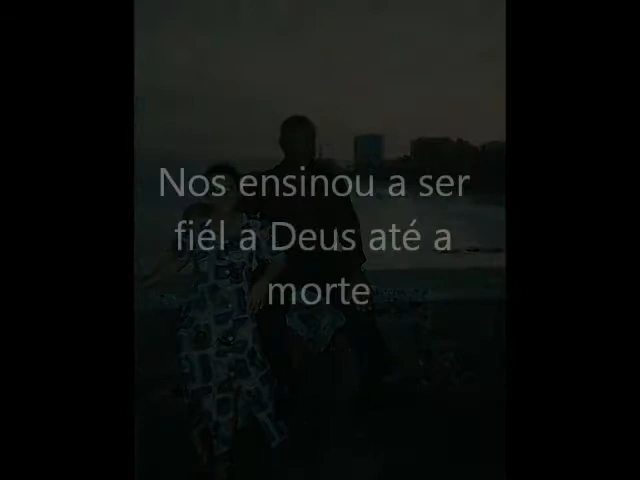 Nos ensinou a ser
fiél a Deus até a
morte